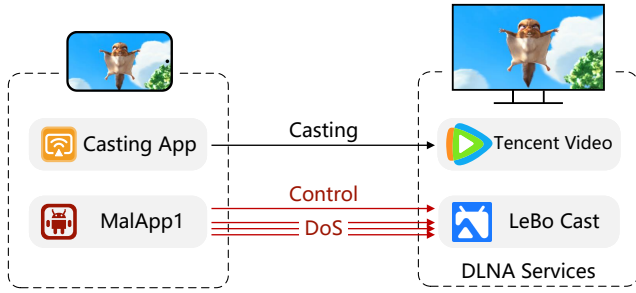 Casting App
Casting
Tencent Video
MalApp1
Control
DoS
LeBo Cast
DLNA Services